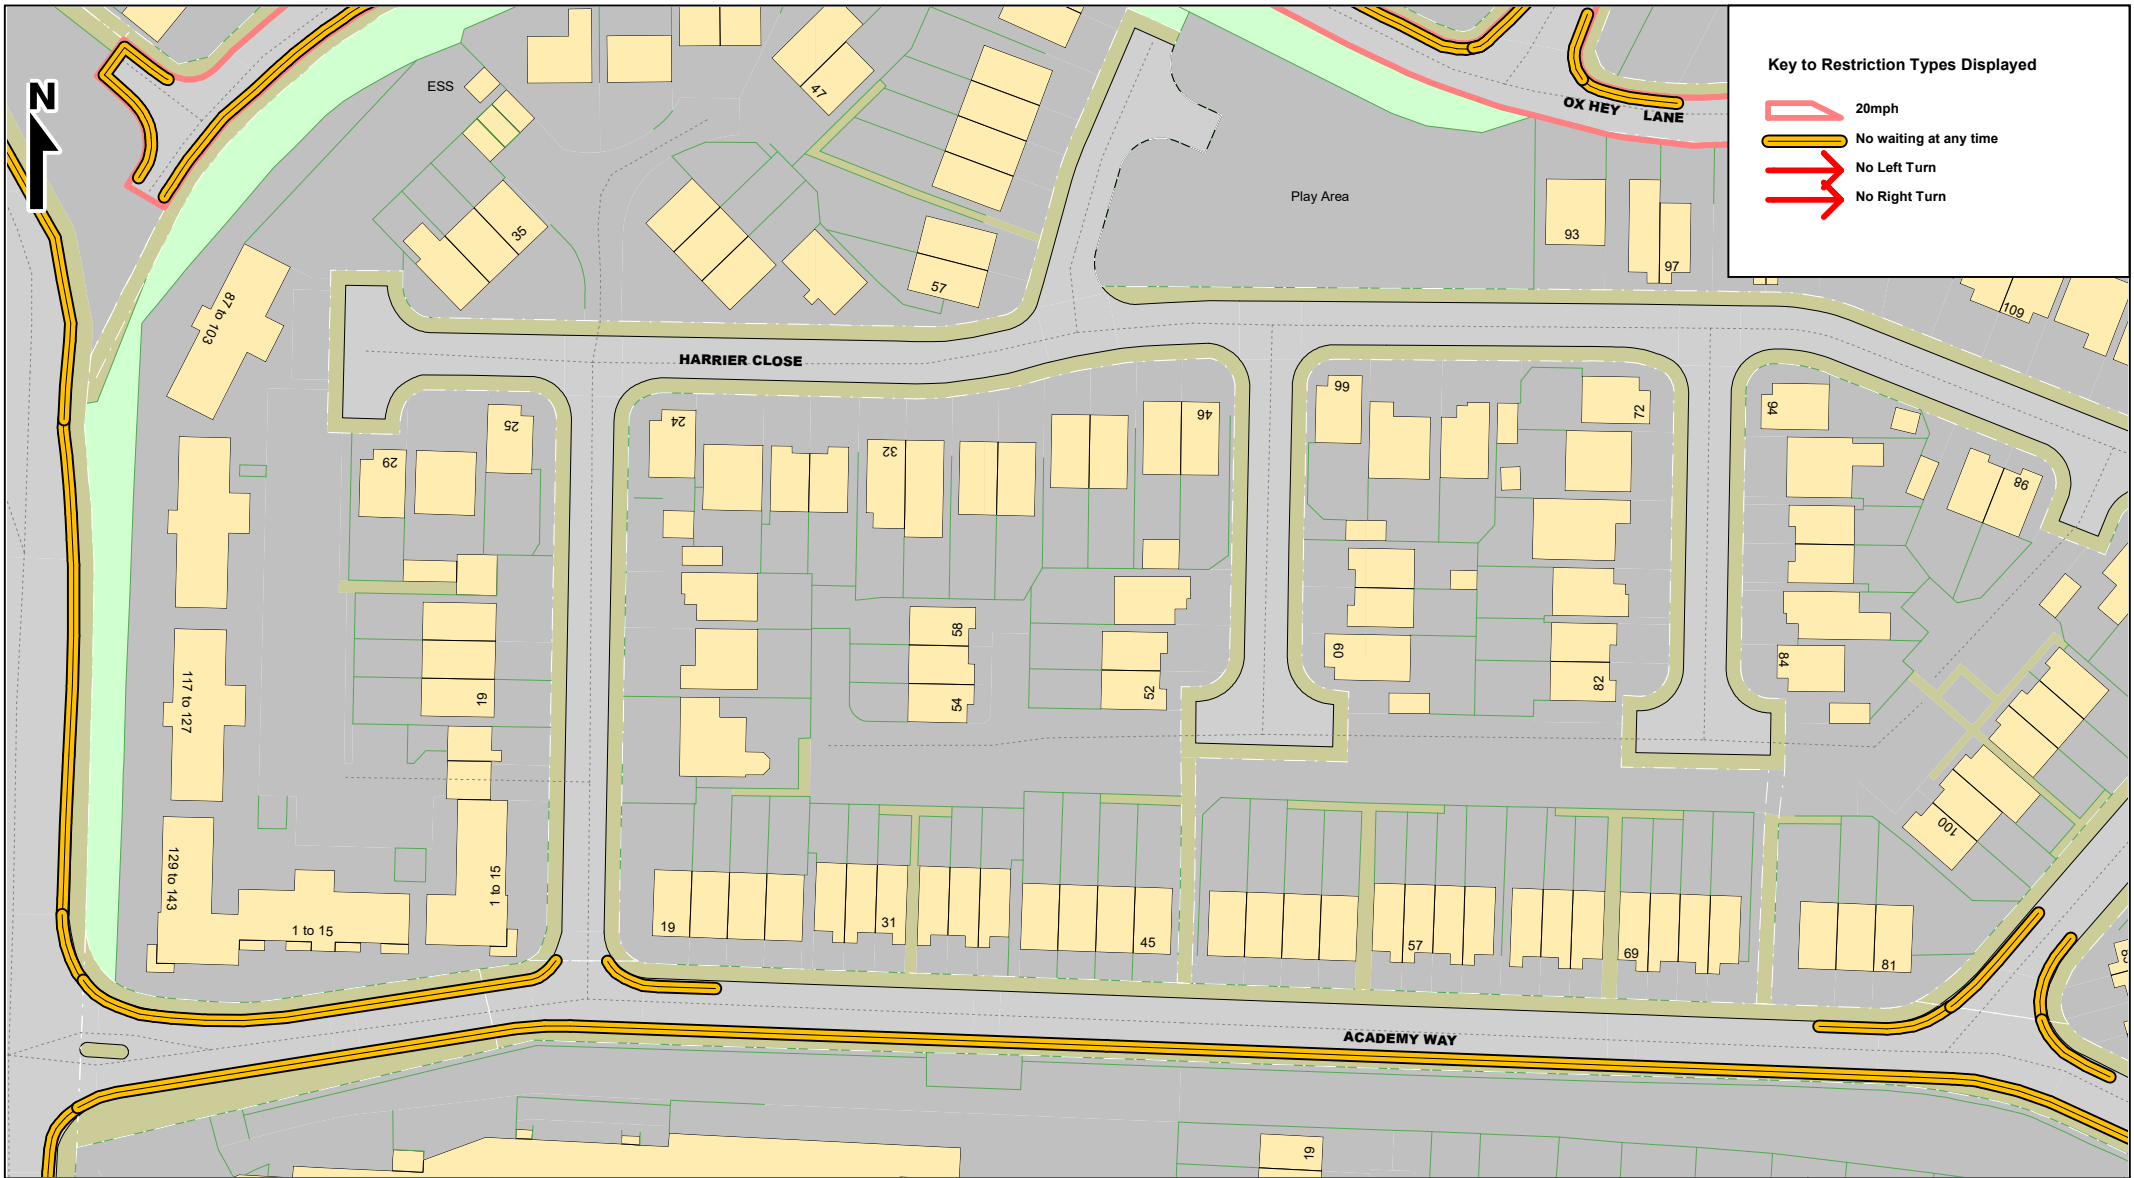 Key to Restriction Types Displayed
20mph
No waiting at any time
No Left Turn
No Right Turn
N
ESS
47
OX HEY LANE
Play Area
93
97
109
35
57
87 to 103
HARRIER CLOSE
24
25
29
32
46
66
72
94
98
58
54
52
60
82
84
19
117 to 127
129 to 143
1 to 15
1 to 15
19
31
45
57
69
81
100
ACADEMY WAY
19